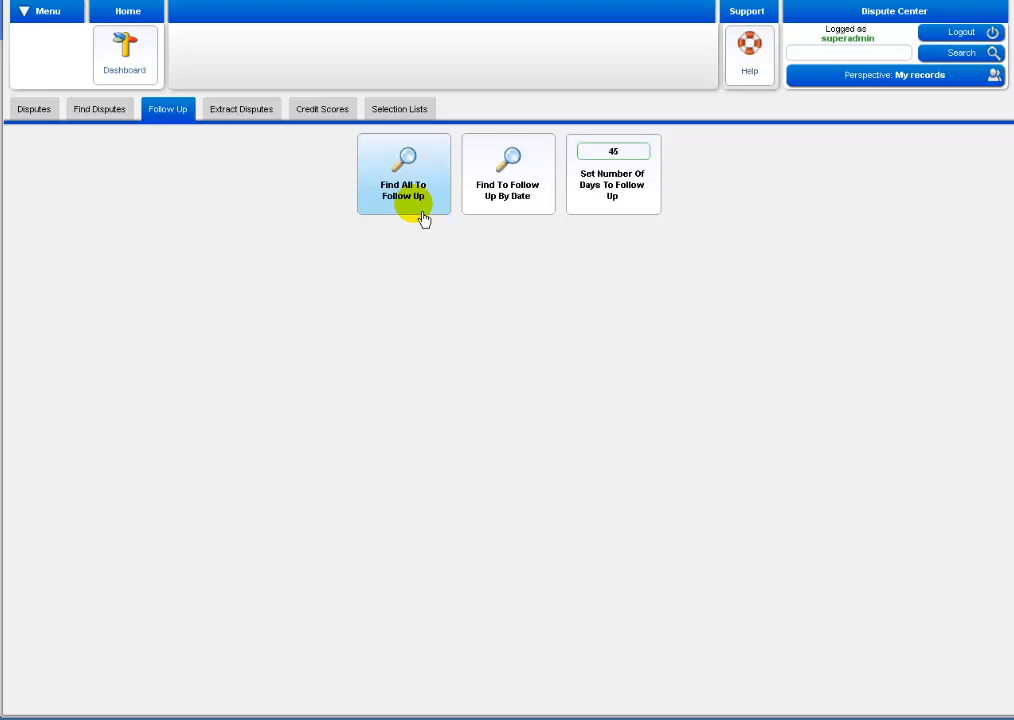 Menu
Home
Support
Dispute Center
Dashboard
Help
Logged as
superadmin
Logout
Search
Perspective: My records
Disputes
Find Disputes
Follow Up
Extract Disputes
Credit Scores
Selection Lists
Find All To
Follow Up
Find To Follow
Up By Date
45
Set Number Of
Days To Follow
Up